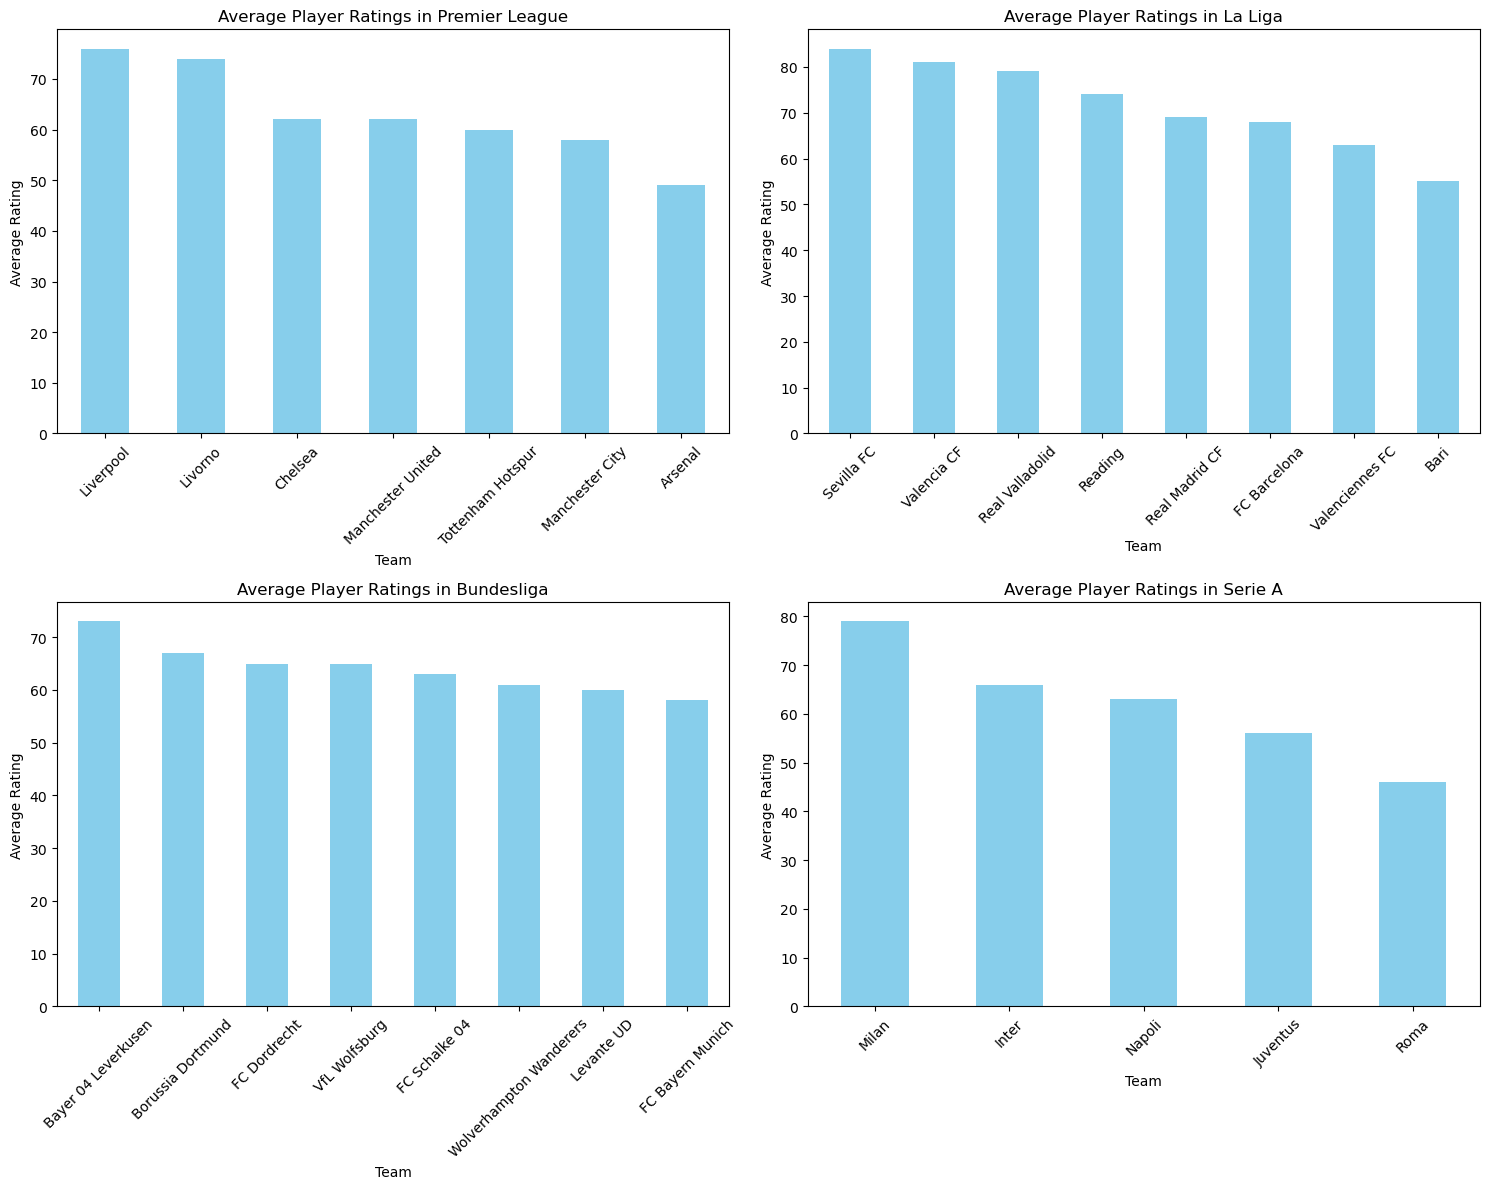 Average Player Ratings in Premier League
Average Rating
70
60
50
40
30
20
10
0
Liverpool
Livorno
Chelsea
Manchester United
Tottenham Hotspur
Manchester City
Arsenal
Team
Average Player Ratings in La Liga
Average Rating
80
70
60
50
40
30
20
10
0
Sevilla FC
Valencia CF
Real Valladolid
Reading
Real Madrid CF
FC Barcelona
Valenciennes FC
Bari
Team
Average Player Ratings in Bundesliga
Average Rating
70
60
50
40
30
20
10
0
Bayer 04 Leverkusen
Borussia Dortmund
FC Dordrecht
VfL Wolfsburg
FC Schalke 04
Wolverhampton Wanderers
Levante UD
FC Bayern Munich
Team
Average Player Ratings in Serie A
Average Rating
80
70
60
50
40
30
20
10
0
Milan
Inter
Napoli
Juventus
Roma
Team